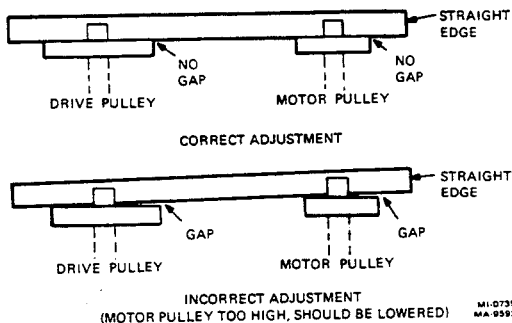 STRAIGHT
EDGE
NO
GAP
NO
GAP
DRIVE PULLEY
MOTOR PULLEY
CORRECT ADJUSTMENT
STRAIGHT
EDGE
GAP
GAP
DRIVE PULLEY
MOTOR PULLEY
INCORRECT ADJUSTMENT
(MOTOR PULLEY TOO HIGH, SHOULD BE LOWERED)